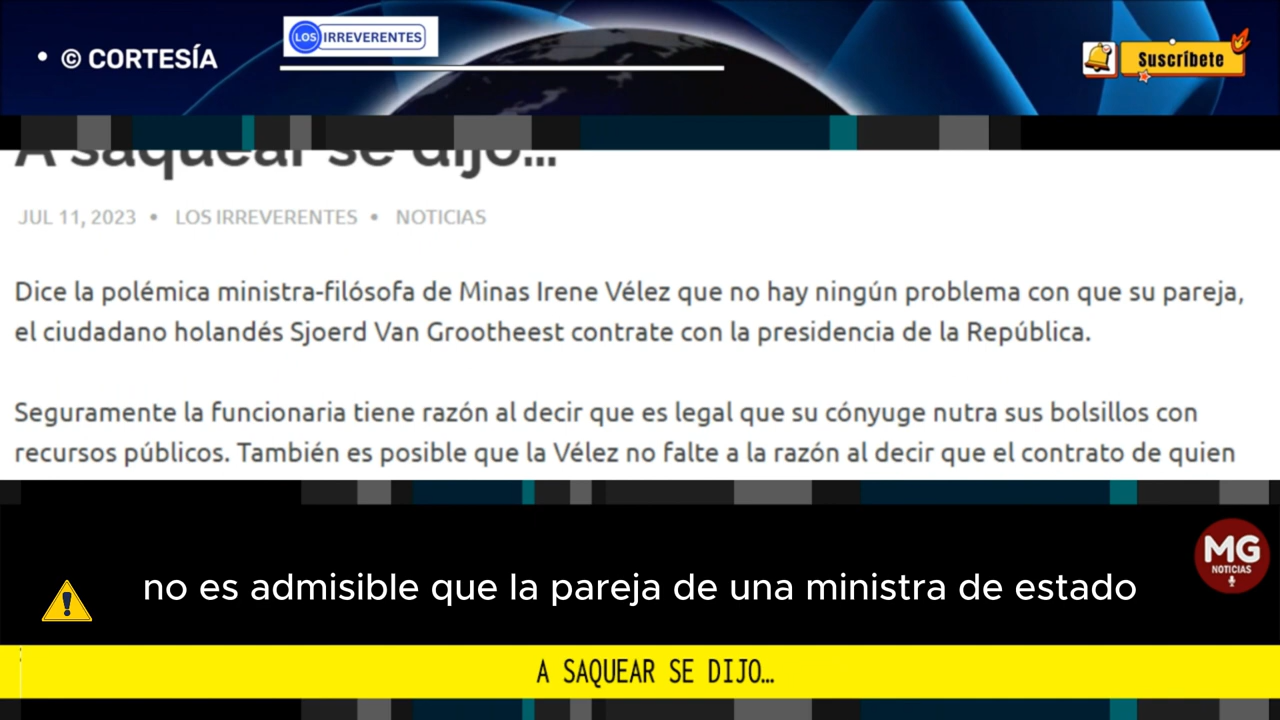 • © CORTESÍA
LOS IRREVERENTES
Suscríbete
A saquear se dijo...
JUL 11, 2023 • LOS IRREVERENTES • NOTICIAS
Dice la polémica ministra-filósofa de Minas Irene Vélez que no hay ningún problema con que su pareja,
el ciudadano holandés Sjoerd Van Grootheest contrate con la presidencia de la República.
Seguramente la funcionaria tiene razón al decir que es legal que su cónyuge nutra sus bolsillos con
recursos públicos. También es posible que la Vélez no falte a la razón al decir que el contrato de quien
MG
NOTICIAS
no es admisible que la pareja de una ministra de estado
A SAQUEAR SE DIJO...